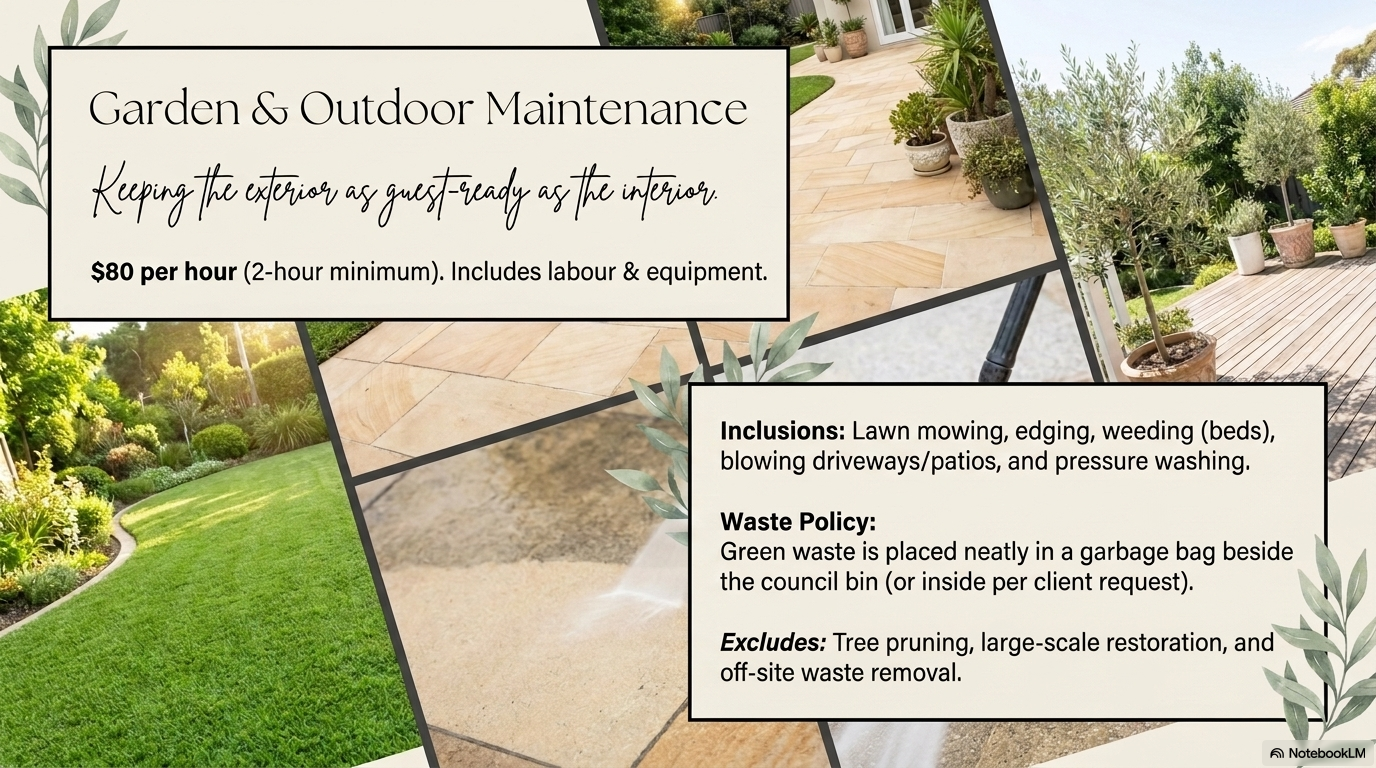 Garden & Outdoor Maintenance
Keeping the exterior as guest-ready as the interior.
$80 per hour (2-hour minimum). Includes labour & equipment.
Inclusions: Lawn mowing, edging, weeding (beds),
blowing driveways/patios, and pressure washing.
Waste Policy:
Green waste is placed neatly in a garbage bag beside
the council bin (or inside per client request).
Excludes: Tree pruning, large-scale restoration, and
off-site waste removal.
NotebookLM